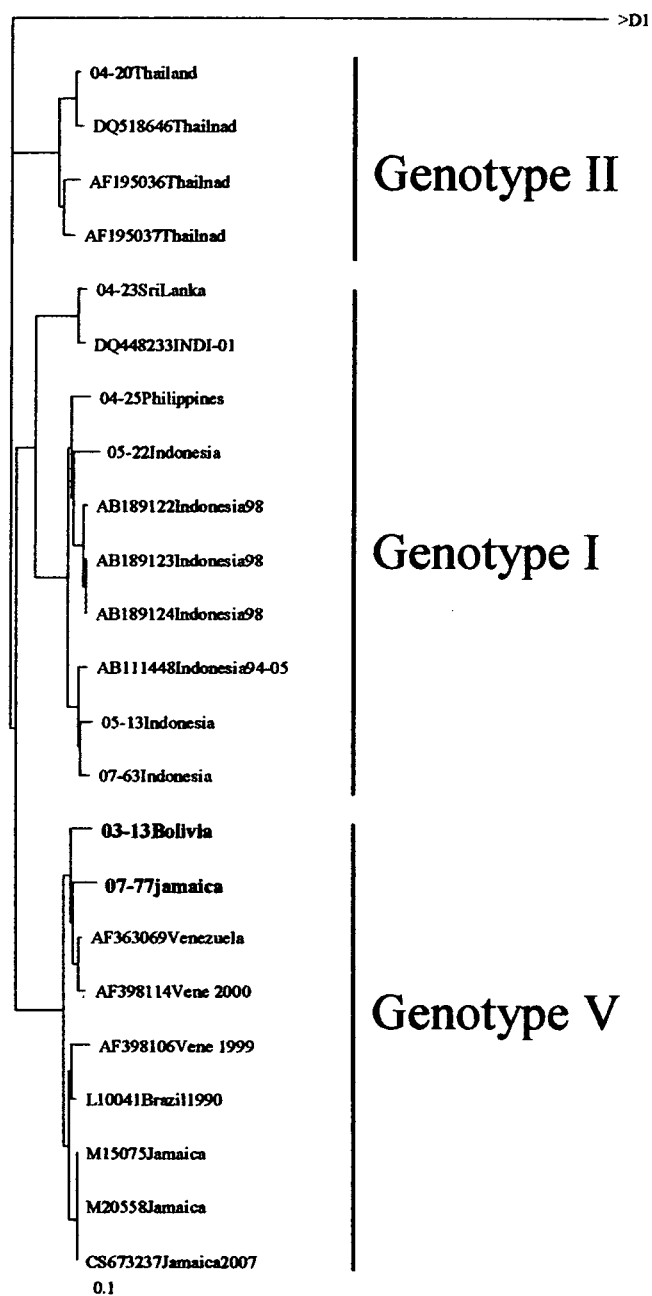 >D1
04-20Thailand
DQ518646Thailnad
AF195036Thailnad
AF195037Thailnad
Genotype II
04-23SriLanka
DQ448233INDI-01
04-25Philippines
05-22Indonesia
AB189122Indonesia98
AB189123Indonesia98
AB189124Indonesia98
AB111448Indonesia94-05
05-13Indonesia
07-63Indonesia
Genotype I
03-13Bolivia
07-77jamaica
AF363069Venezuela
AF398114Vene 2000
AF398106Vene 1999
L10041Brazil1990
M15075Jamaica
M20558Jamaica
CS673237Jamaica2007
Genotype V
0.1